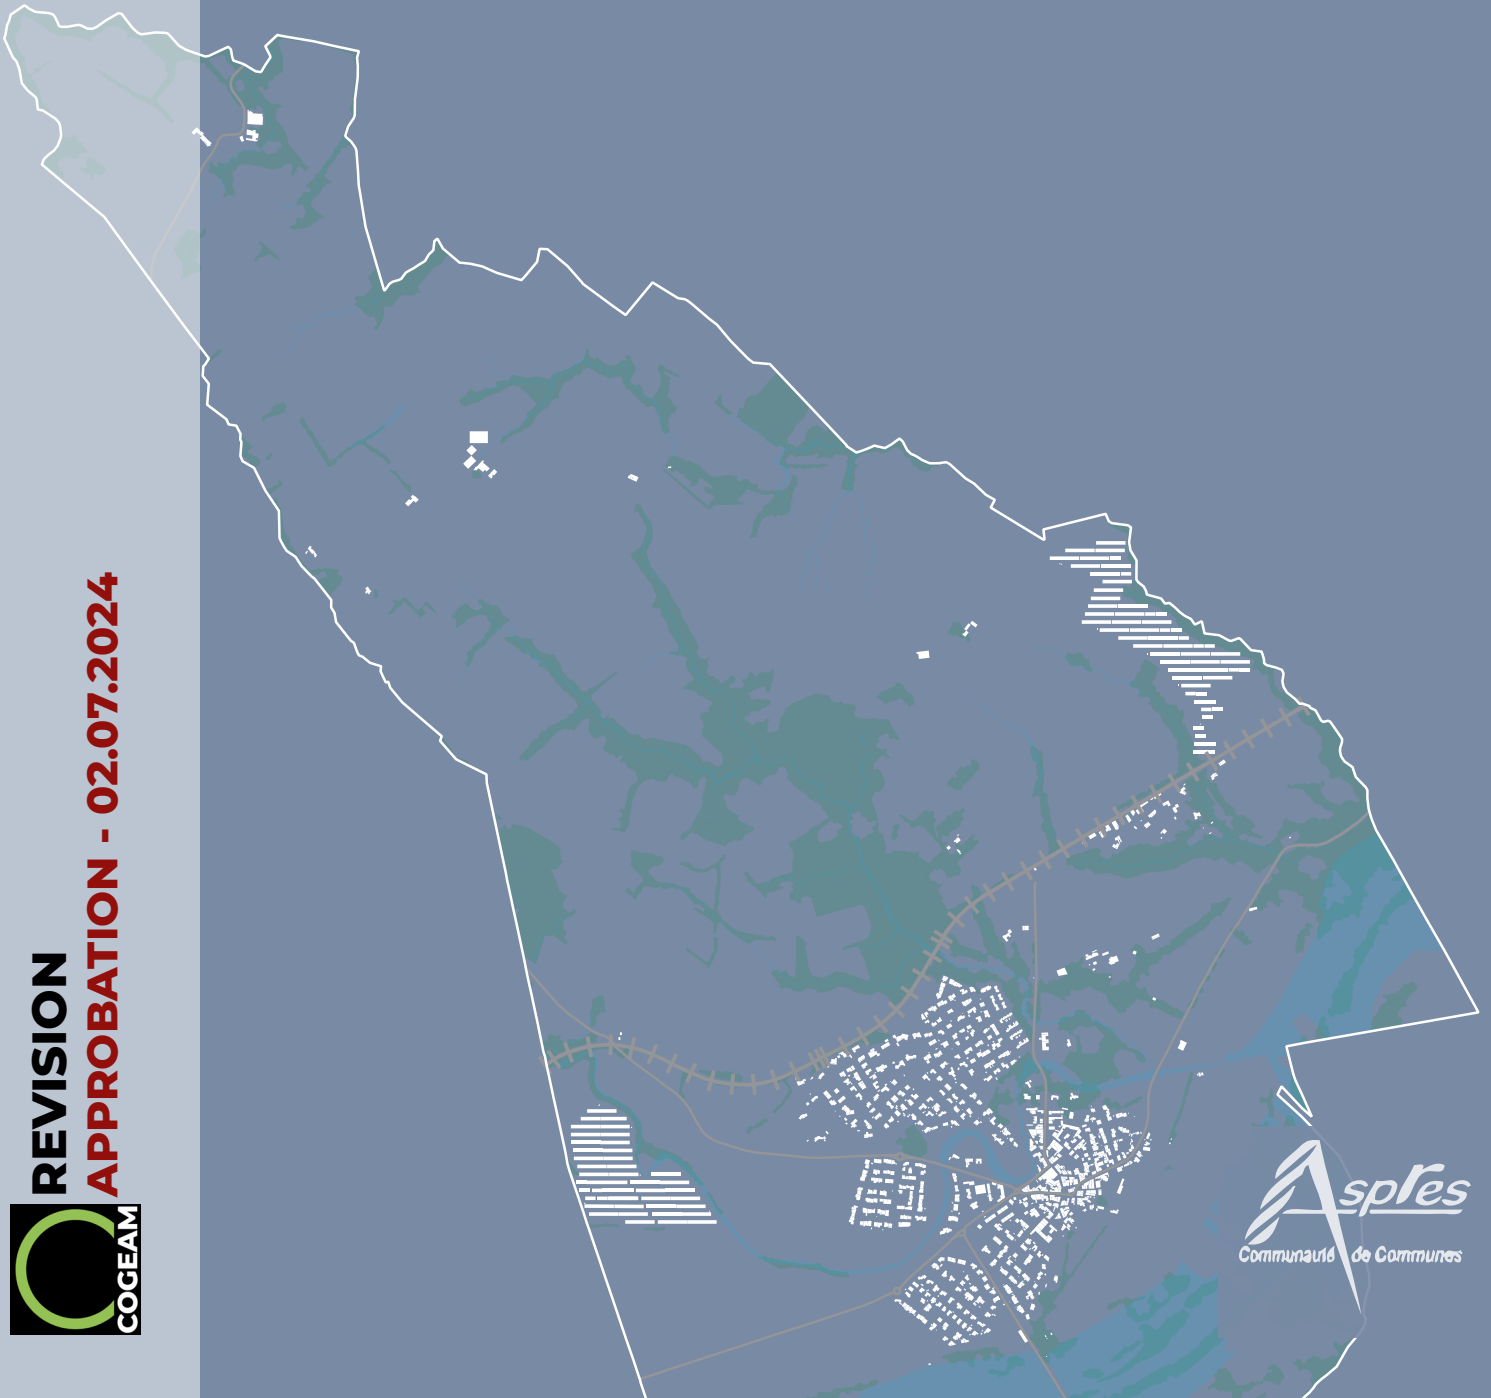 REVISION
APPROBATION - 02.07.2024
COGEAM
Aspres
Communauté de Communes